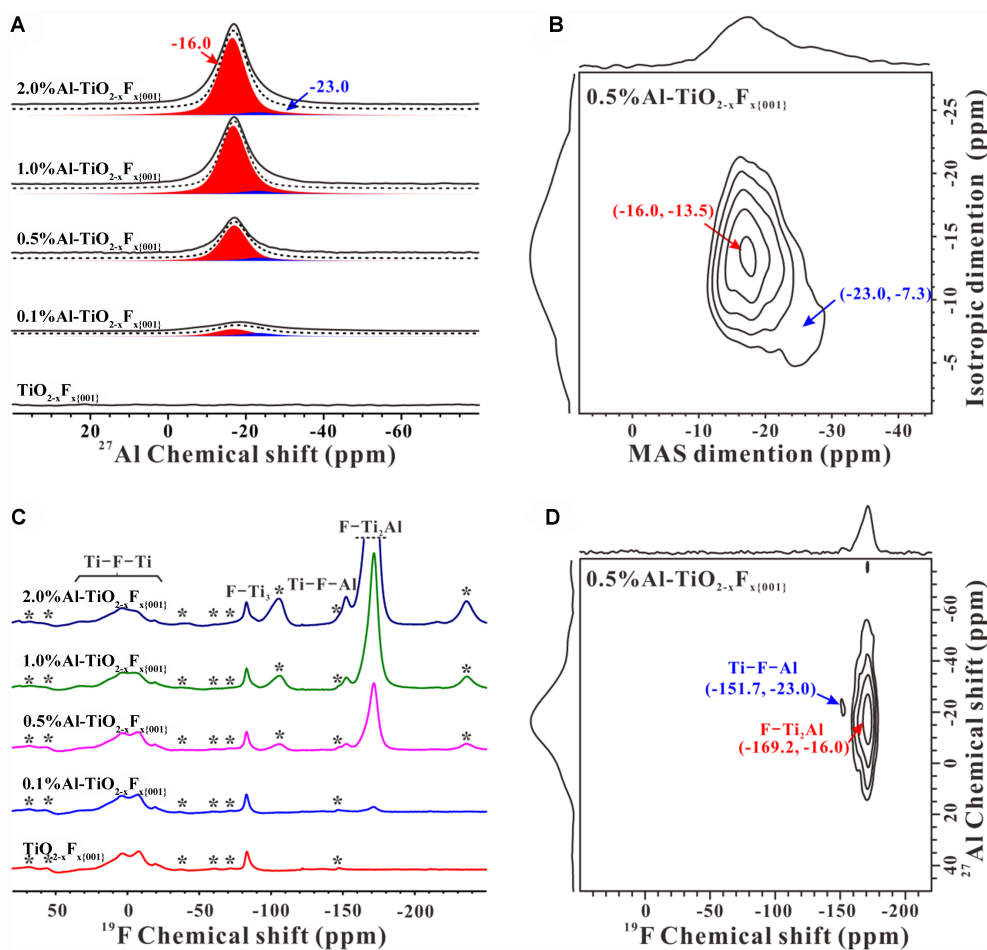 A
-16.0
-23.0
2.0%Al-TiO2-xFx{001}
1.0%Al-TiO2-xFx{001}
0.5%Al-TiO2-xFx{001}
0.1%Al-TiO2-xFx{001}
TiO2-xFx{001}
20 0 -20 -40 -60
27Al Chemical shift (ppm)
B
0.5%Al-TiO2-xFx{001}
(-16.0, -13.5)
(-23.0, -7.3)
-25
-20
-15
-10
-5
Isotropic dimention (ppm)
0 -10 -20 -30 -40
MAS dimention (ppm)
C
F−Ti2Al
Ti−F−Ti
Ti−F−Al
F−Ti3
2.0%Al-TiO2-xFx{001}
* * * * * * * *
1.0%Al-TiO2-xFx{001}
* * * * * * * *
0.5%Al-TiO2-xFx{001}
* * * * * * * *
0.1%Al-TiO2-xFx{001}
* * * * * *
TiO2-xFx{001}
* * * * * *
50 0 -50 -100 -150 -200
19F Chemical shift (ppm)
D
0.5%Al-TiO2-xFx{001}
Ti−F−Al
(-151.7, -23.0)
F−Ti2Al
(-169.2, -16.0)
-60
-40
-20
0
20
40
27Al Chemical shift (ppm)
0 -50 -100 -150 -200
19F Chemical shift (ppm)